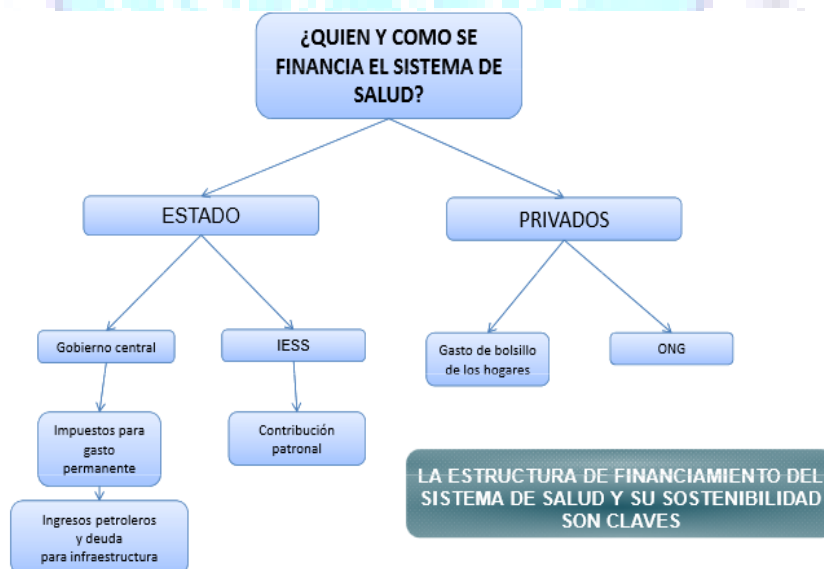 ¿QUIEN Y COMO SE
FINANCIA EL SISTEMA DE
SALUD?
ESTADO
PRIVADOS
Gobierno central
IESS
Gasto de bolsillo
de los hogares
ONG
Impuestos para
gasto
permanente
Contribución
patronal
LA ESTRUCTURA DE FINANCIAMIENTO DEL
SISTEMA DE SALUD Y SU SOSTENIBILIDAD
SON CLAVES
Ingresos petroleros
y deuda
para infraestructura